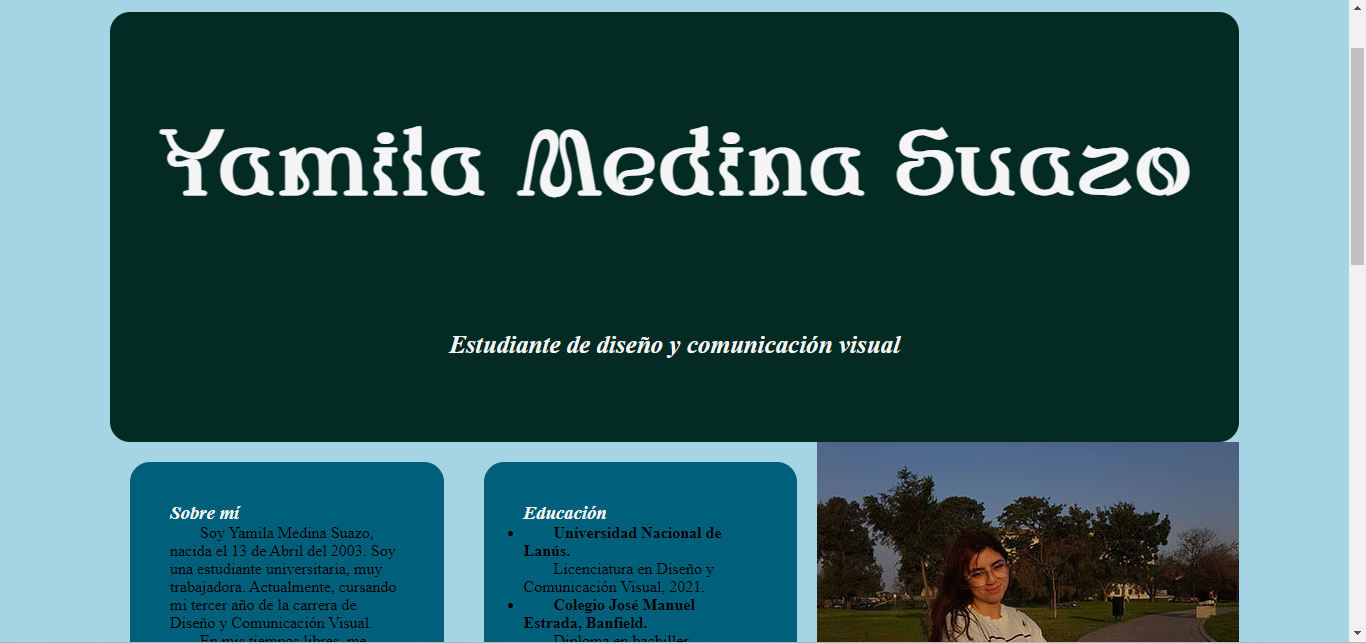 Yamila Medina Suazo
Estudiante de diseño y comunicación visual
Sobre mí
Soy Yamila Medina Suazo,
nacida el 13 de Abril del 2003. Soy
una estudiante universitaria, muy
trabajadora. Actualmente, cursando
mi tercer año de la carrera de
Diseño y Comunicación Visual.
En mis tiempos libres, me
Educación
Universidad Nacional de
Lanús.
Licenciatura en Diseño y
Comunicación Visual, 2021.
Colegio José Manuel
Estrada, Banfield.
Diploma en bachiller